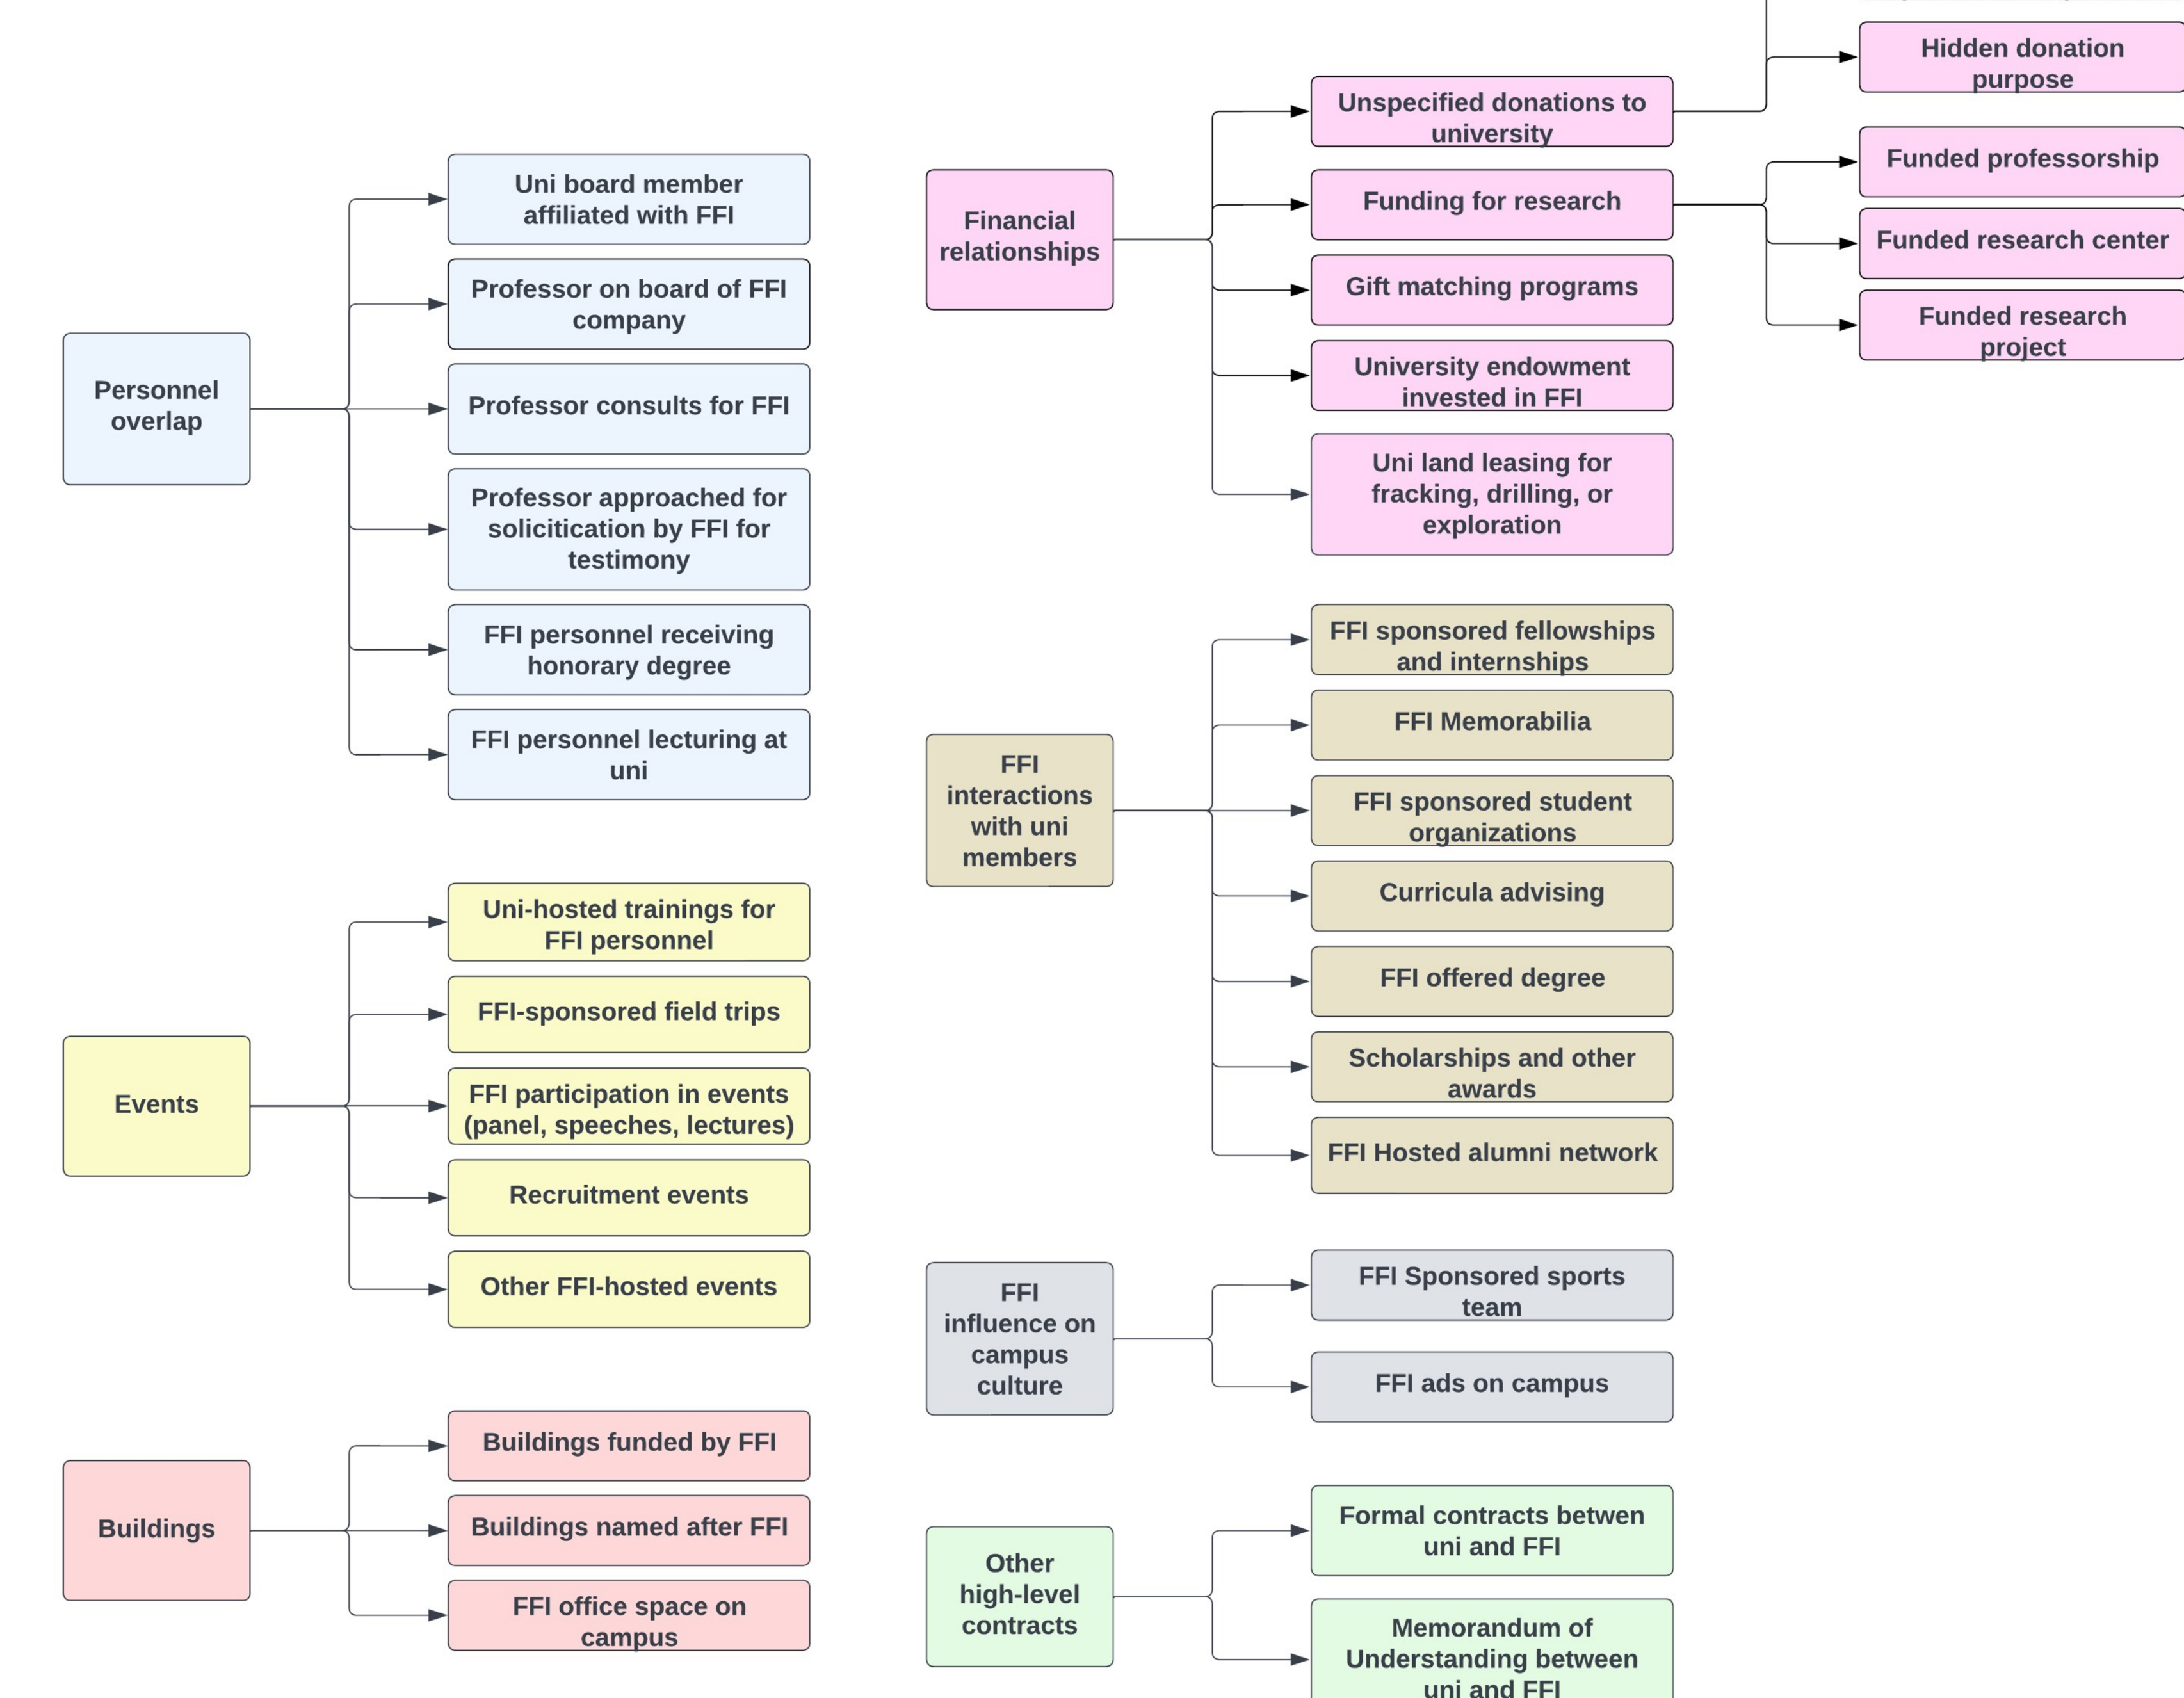 Personnel
overlap
Uni board member
affiliated with FFI
Professor on board of FFI
company
Professor consults for FFI
Professor approached for
solicitication by FFI for
testimony
FFI personnel receiving
honorary degree
FFI personnel lecturing at
uni
Events
Uni-hosted trainings for
FFI personnel
FFI-sponsored field trips
FFI participation in events
(panel, speeches, lectures)
Recruitment events
Other FFI-hosted events
Buildings
Buildings funded by FFI
Buildings named after FFI
FFI office space on
campus
Financial
relationships
Unspecified donations to
university
Hidden donation
purpose
Funding for research
Funded professorship
Funded research center
Funded research
project
Gift matching programs
University endowment
invested in FFI
Uni land leasing for
fracking, drilling, or
exploration
FFI
interactions
with uni
members
FFI sponsored fellowships
and internships
FFI Memorabilia
FFI sponsored student
organizations
Curricula advising
FFI offered degree
Scholarships and other
awards
FFI Hosted alumni network
FFI
influence on
campus
culture
FFI Sponsored sports
team
FFI ads on campus
Other
high-level
contracts
Formal contracts betwen
uni and FFI
Memorandum of
Understanding between
uni and FFI